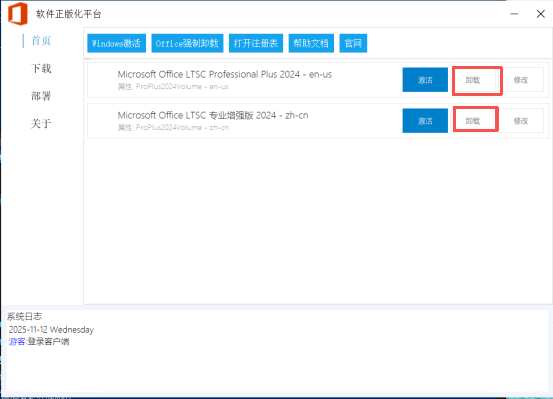 软件正版化平台
首页
下载
部署
关于
Windows激活 Office强制卸载 打开注册表 帮助文档 官网
Microsoft Office LTSC Professional Plus 2024 - en-us
属性: ProPlus2024Volume - en-us
激活 卸载 修改
Microsoft Office LTSC 专业增强版 2024 - zh-cn
属性: ProPlus2024Volume - zh-cn
激活 卸载 修改
系统日志
2025-11-12 Wednesday
游客:登录客户端